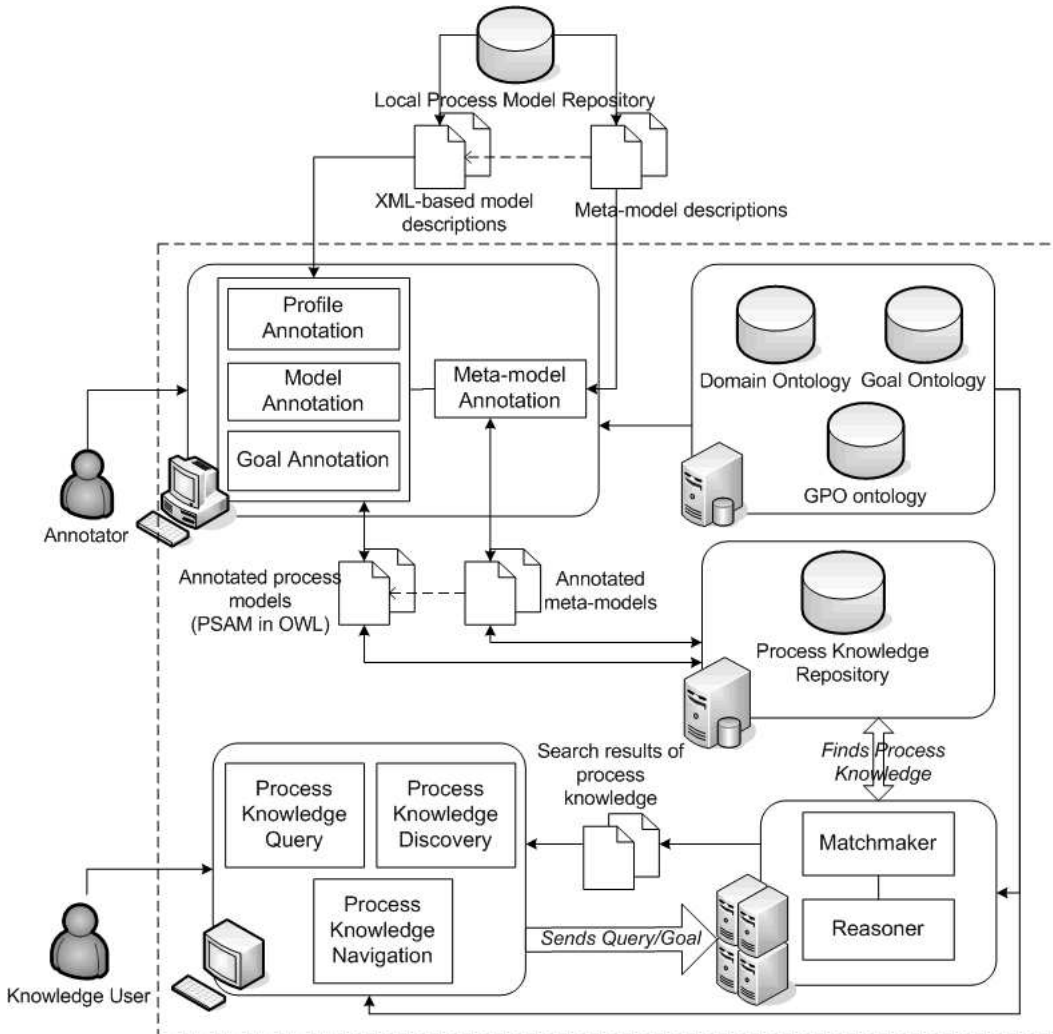 Local Process Model Repository
XML-based model
descriptions
Meta-model descriptions
Profile
Annotation
Model
Annotation
Goal Annotation
Meta-model
Annotation
Domain Ontology
Goal Ontology
GPO ontology
Annotator
Annotated process
models
(PSAM in OWL)
Annotated
meta-models
Process Knowledge
Repository
Finds Process
Knowledge
Search results of
process
knowledge
Process
Knowledge
Query
Process
Knowledge
Discovery
Process
Knowledge
Navigation
Sends Query/Goal
Matchmaker
Reasoner
Knowledge User